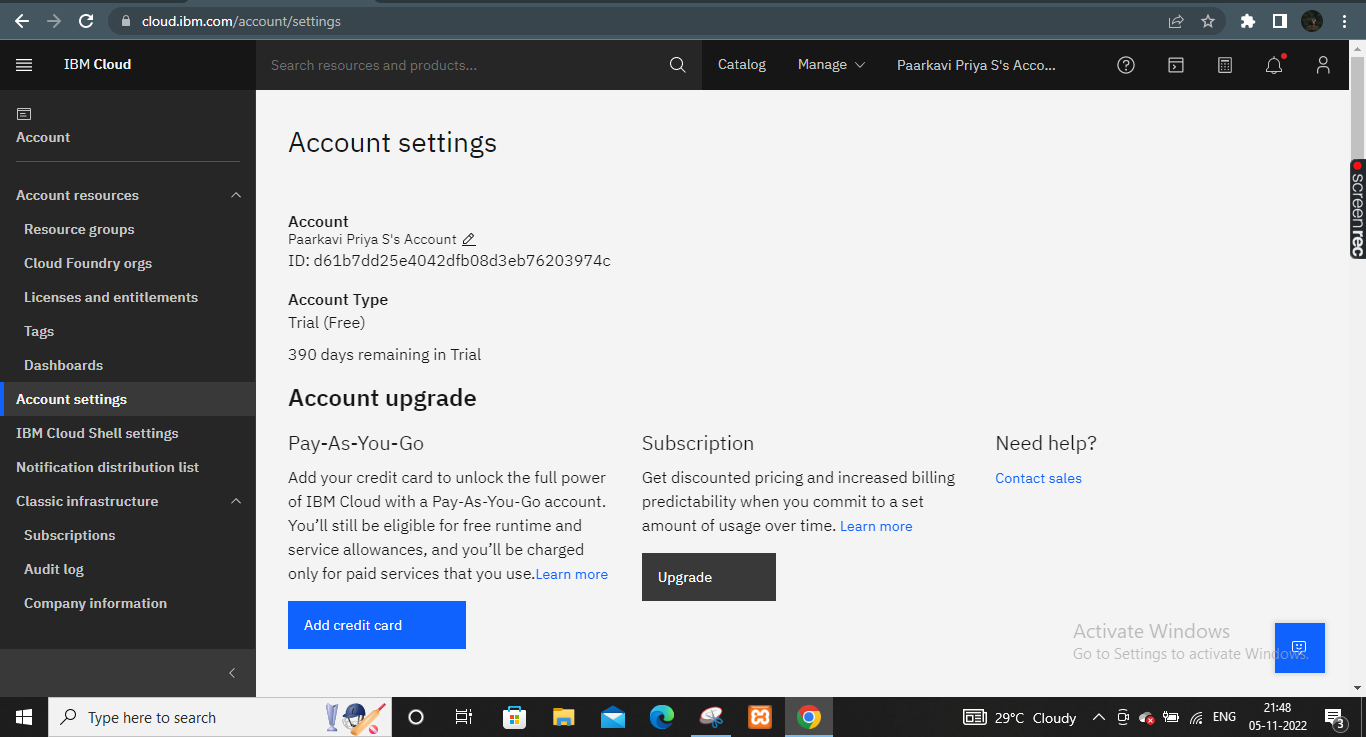 cloud.ibm.com/account/settings
IBM Cloud
Search resources and products...
Catalog
Manage
Paarkavi Priya S's Acco...
Account
Account resources
Resource groups
Cloud Foundry orgs
Licenses and entitlements
Tags
Dashboards
Account settings
IBM Cloud Shell settings
Notification distribution list
Classic infrastructure
Subscriptions
Audit log
Company information
Account settings
Account
Paarkavi Priya S's Account
ID: d61b7dd25e4042dfb08d3eb76203974c
Account Type
Trial (Free)
390 days remaining in Trial
Account upgrade
Pay-As-You-Go
Add your credit card to unlock the full power
of IBM Cloud with a Pay-As-You-Go account.
You’ll still be eligible for free runtime and
service allowances, and you’ll be charged
only for paid services that you use.Learn more
Add credit card
Subscription
Get discounted pricing and increased billing
predictability when you commit to a set
amount of usage over time. Learn more
Upgrade
Need help?
Contact sales
screenrec
Activate Windows
Go to Settings to activate Windows.
Type here to search
29°C Cloudy
ENG
21:48
05-11-2022
3